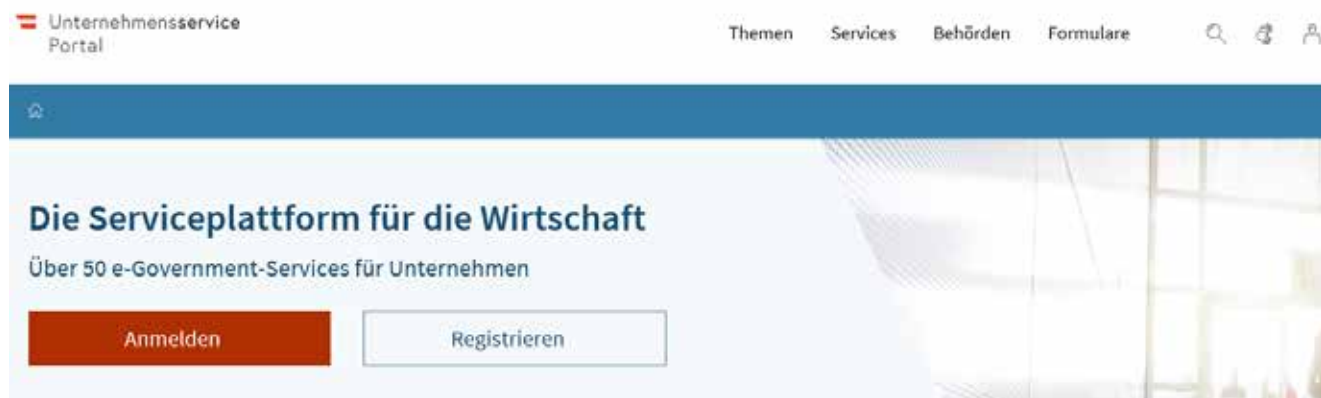 Unternehmensservice
Portal
Themen Services Behörden Formulare
Die Serviceplattform für die Wirtschaft
Über 50 e-Government-Services für Unternehmen
Anmelden Registrieren